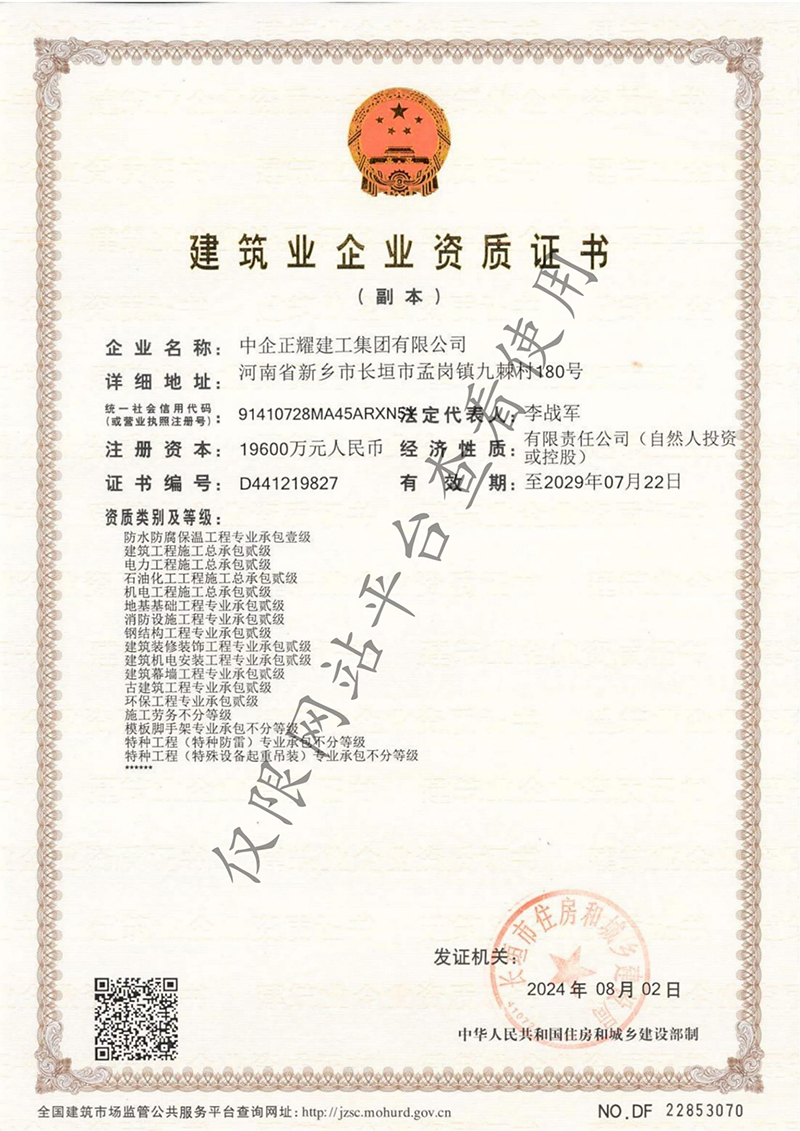 建筑业企业资质证书
(副本)
企业名称: 中企正耀建工集团有限公司
详细地址: 河南省新乡市长垣市孟岗镇九棘村180号
统一社会信用代码
(或营业执照注册号): 91410728MA45ARXN5 法定代表人: 李战军
注册资本: 19600万元人民币 经济性质: 有限责任公司(自然人投资
或控股)
证书编号: D441219827 有效期: 至2029年07月22日
资质类别及等级:
防水防腐保温工程专业承包壹级
建筑工程施工总承包贰级
电力工程施工总承包贰级
石油化工工程施工总承包贰级
机电工程施工总承包贰级
地基基础工程专业承包贰级
消防设施工程专业承包贰级
钢结构工程专业承包贰级
建筑装修装饰工程专业承包贰级
建筑机电安装工程专业承包贰级
建筑幕墙工程专业承包贰级
古建筑工程专业承包贰级
环保工程专业承包贰级
施工劳务不分等级
模板脚手架专业承包不分等级
特种工程(特种防雷)专业承包不分等级
特种工程(特殊设备起重吊装)专业承包不分等级
******
仅限网站平台查看使用
发证机关:
长垣市住房和城乡建设局
2024年08月02日
中华人民共和国住房和城乡建设部制
全国建筑市场监管公共服务平台查询网址: http://jzsc.mohurd.gov.cn
NO.DF 22853070